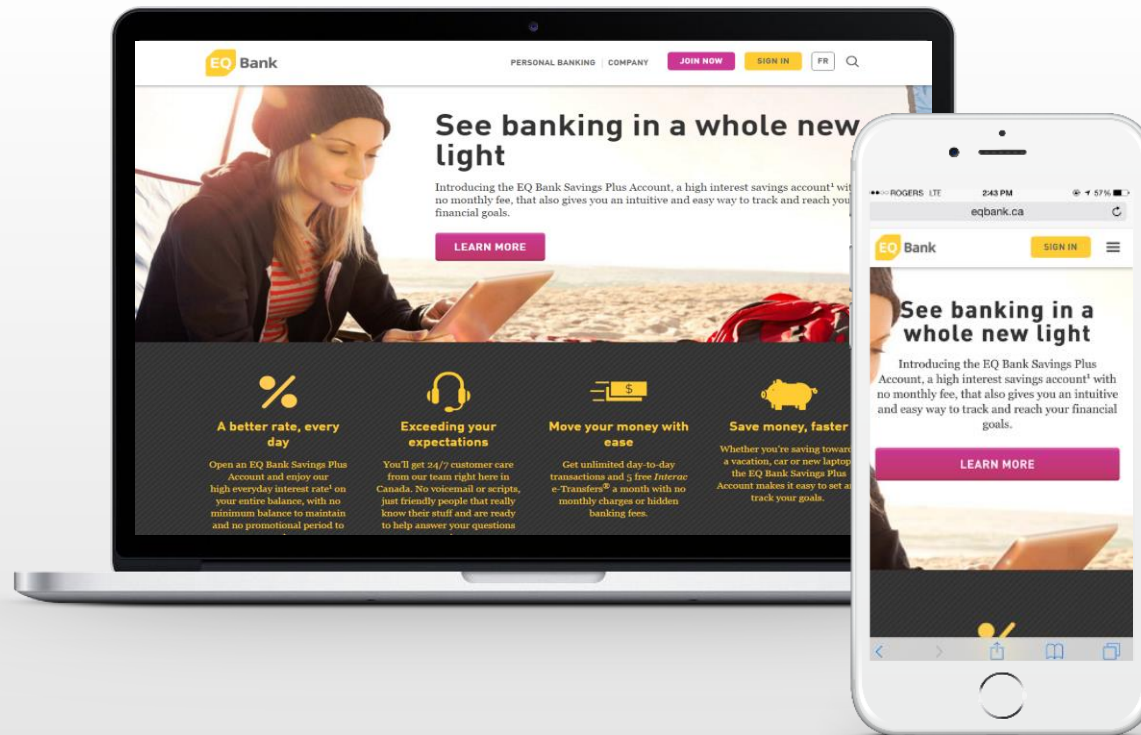 EQ Bank
PERSONAL BANKING | COMPANY
JOIN NOW
SIGN IN
FR
See banking in a whole new
light
Introducing the EQ Bank Savings Plus Account, a high interest savings account¹ with
no monthly fee, that also gives you an intuitive and easy way to track and reach your
financial goals.
LEARN MORE
A better rate, every
day
Open an EQ Bank Savings Plus
Account and enjoy our
high everyday interest rate¹ on
your entire balance, with no
minimum balance to maintain
and no promotional period to
Exceeding your
expectations
You'll get 24/7 customer care
from our team right here in
Canada. No voicemail or scripts,
just friendly people that really
know their stuff and are ready
to help answer your questions
$
Move your money with
ease
Get unlimited day-to-day
transactions and 5 free Interac
e-Transfers® a month with no
monthly charges or hidden
banking fees.
Save money, faster
Whether you're saving toward
a vacation, car or new laptop
the EQ Bank Savings Plus
Account makes it easy to set a
track your goals.
ROGERS LTE 2:43 PM 57%
eqbank.ca
EQ Bank
SIGN IN
See banking in a
whole new light
Introducing the EQ Bank Savings Plus
Account, a high interest savings account¹ with
no monthly fee, that also gives you an intuitive
and easy way to track and reach your financial
goals.
LEARN MORE